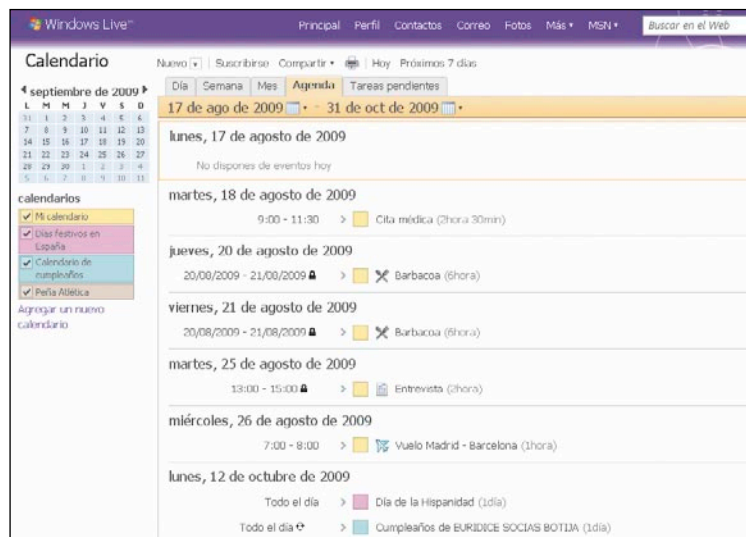 Windows Live™ Principal Perfil Contactos Correo Fotos Más MSN Buscar en el Web
Calendario
Nuevo Suscribirse Compartir Hoy Próximos 7 días
Día Semana Mes Agenda Tareas pendientes
septiembre de 2009
L M M J V S D
31 1 2 3 4 5 6
7 8 9 10 11 12 13
14 15 16 17 18 19 20
21 22 23 24 25 26 27
28 29 30 1 2 3 4
5 6 7 8 9 10 11
calendarios
Mi calendario
Días festivos en
España
Calendario de
cumpleaños
Peña Atlética
Agregar un nuevo
calendario
17 de ago de 2009 - 31 de oct de 2009
lunes, 17 de agosto de 2009
No dispones de eventos hoy
martes, 18 de agosto de 2009
9:00 - 11:30 > Cita médica (2hora 30min)
jueves, 20 de agosto de 2009
20/08/2009 - 21/08/2009 > Barbacoa (6hora)
viernes, 21 de agosto de 2009
20/08/2009 - 21/08/2009 > Barbacoa (6hora)
martes, 25 de agosto de 2009
13:00 - 15:00 > Entrevista (2hora)
miércoles, 26 de agosto de 2009
7:00 - 8:00 > Vuelo Madrid - Barcelona (1hora)
lunes, 12 de octubre de 2009
Todo el día > Día de la Hispanidad (1día)
Todo el día > Cumpleaños de EURIDICE SOCIAS BOTIJA (1día)